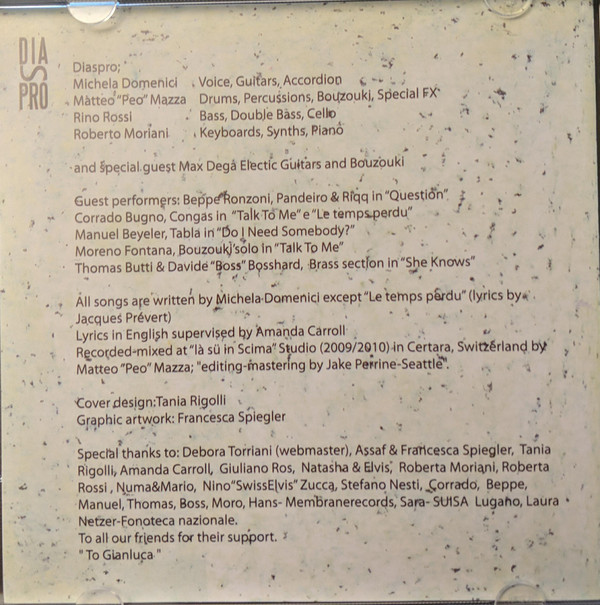 DIA
S
PRO
Diaspro;
Michela Domenici Voice, Guitars, Accordion
Matteo "Peo" Mazza Drums, Percussions, Bouzouki, Special FX
Rino Rossi Bass, Double Bass, Cello
Roberto Moriani Keyboards, Synths, Piano
and special guest Max Degà Electic Guitars and Bouzouki
Guest performers: Beppe Ronzoni, Pandeiro & Riqq in "Question"
Corrado Bugno, Congas in "Talk To Me" e "Le temps perdu"
Manuel Beyeler, Tabla in "Do I Need Somebody?"
Moreno Fontana, Bouzouki solo in "Talk To Me"
Thomas Butti & Davide "Boss" Bosshard, Brass section in "She Knows"
All songs are written by Michela Domenici except "Le temps perdu" (lyrics by
Jacques Prévert)
Lyrics in English supervised by Amanda Carroll
Recorded-mixed at "là sü in Scima" Studio (2009/2010) in Certara, Switzerland by
Matteo "Peo" Mazza; "editing-mastering by Jake Perrine-Seattle".
Cover design:Tania Rigolli
Graphic artwork: Francesca Spiegler
Special thanks to: Debora Torriani (webmaster), Assaf & Francesca Spiegler, Tania
Rigolli, Amanda Carroll, Giuliano Ros, Natasha & Elvis, Roberta Moriani, Roberta
Rossi, Numa&Mario, Nino"SwissElvis" Zucca, Stefano Nesti, Corrado, Beppe,
Manuel, Thomas, Boss, Moro, Hans- Membranerecords, Sara- SUISA Lugano, Laura
Netzer-Fonoteca nazionale.
To all our friends for their support.
" To Gianluca "